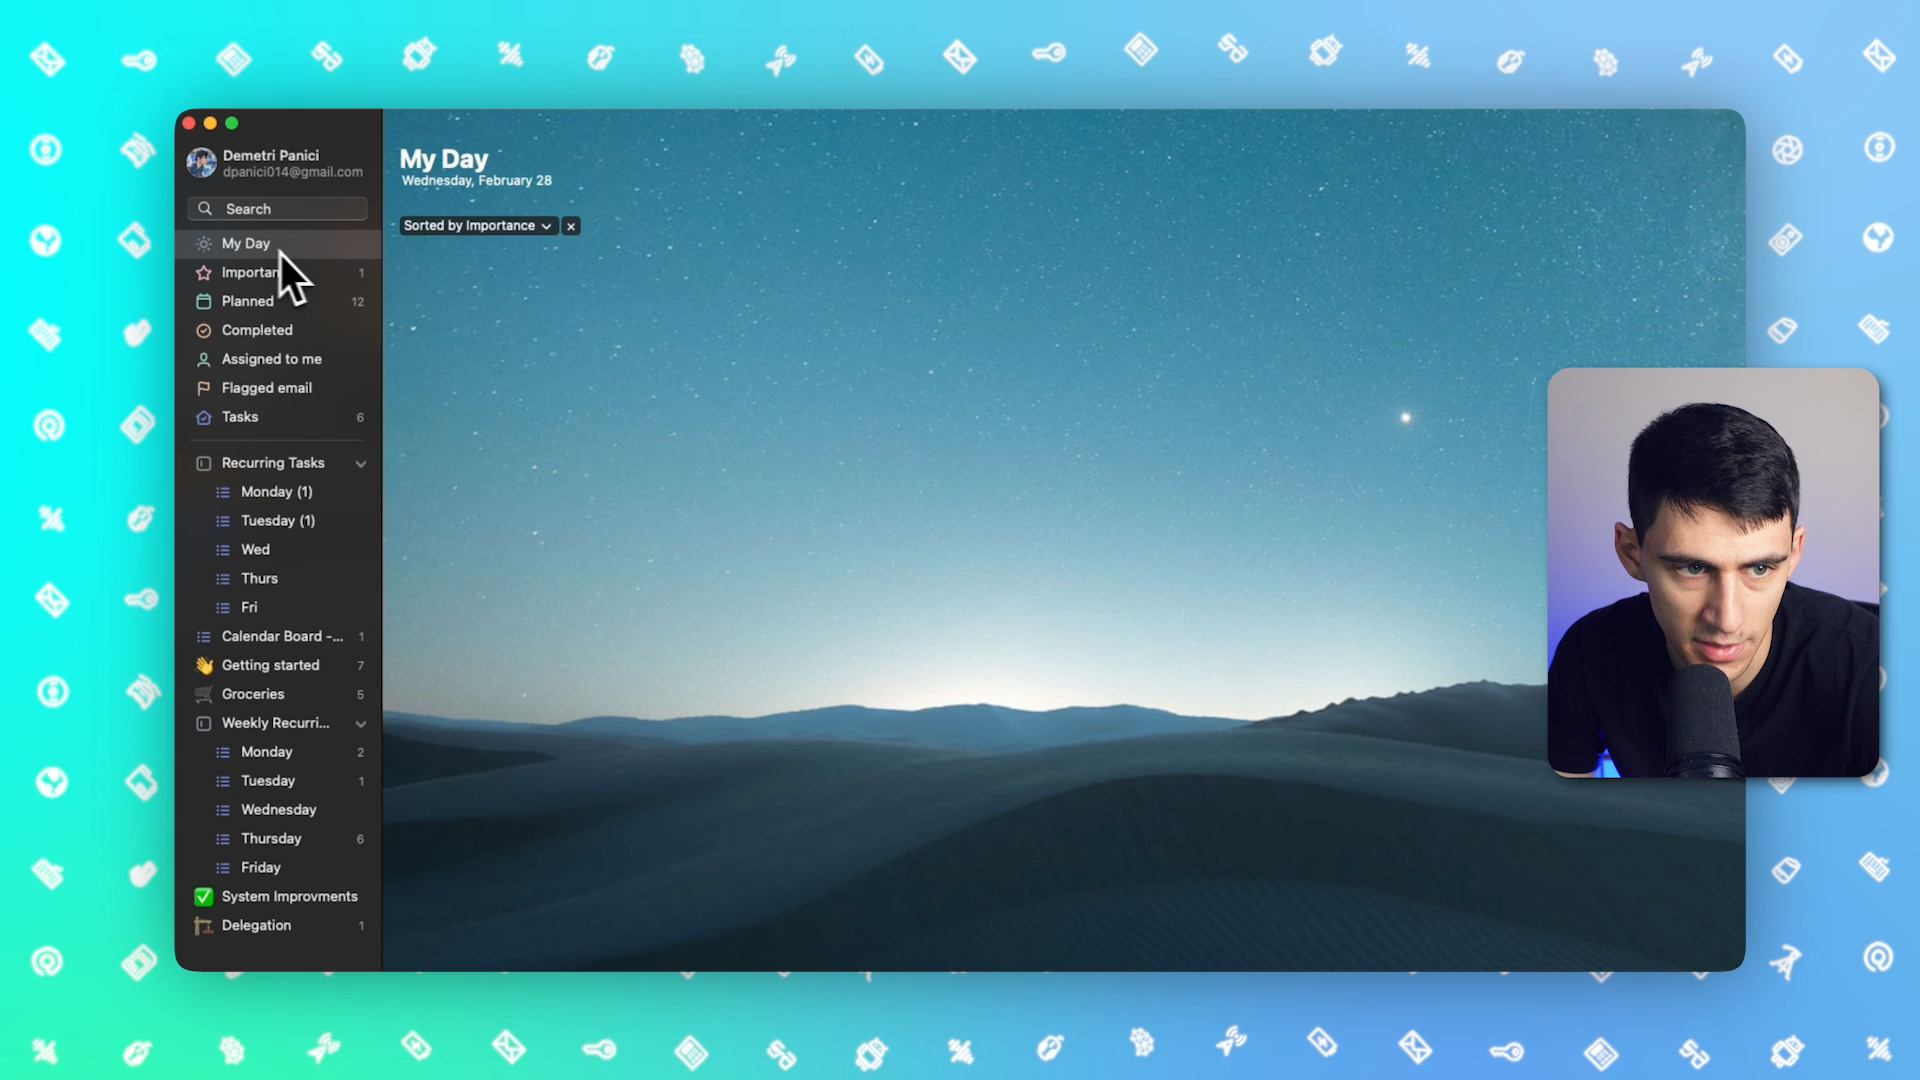 Demetri Panici
dpanici014@gmail.com
Search
My Day
Importan
1
Planned
12
Completed
Assigned to me
Flagged email
Tasks
6
Recurring Tasks
Monday (1)
Tuesday (1)
Wed
Thurs
Fri
Calendar Board -...
1
Getting started
7
Groceries
5
Weekly Recurri...
Monday
2
Tuesday
1
Wednesday
Thursday
6
Friday
System Improvments
Delegation
1
My Day
Wednesday, February 28
Sorted by Importance